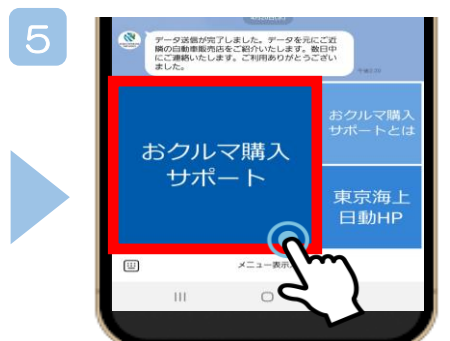 5
データ送信が完了しました。データを元にご近
隣の自動車販売店をご紹介いたします。数日中
にご連絡いたします。ご利用ありがとうござい
ました。
おクルマ購入
サポート
おクルマ購入
サポートとは
東京海上
日動HP
メニュー表示